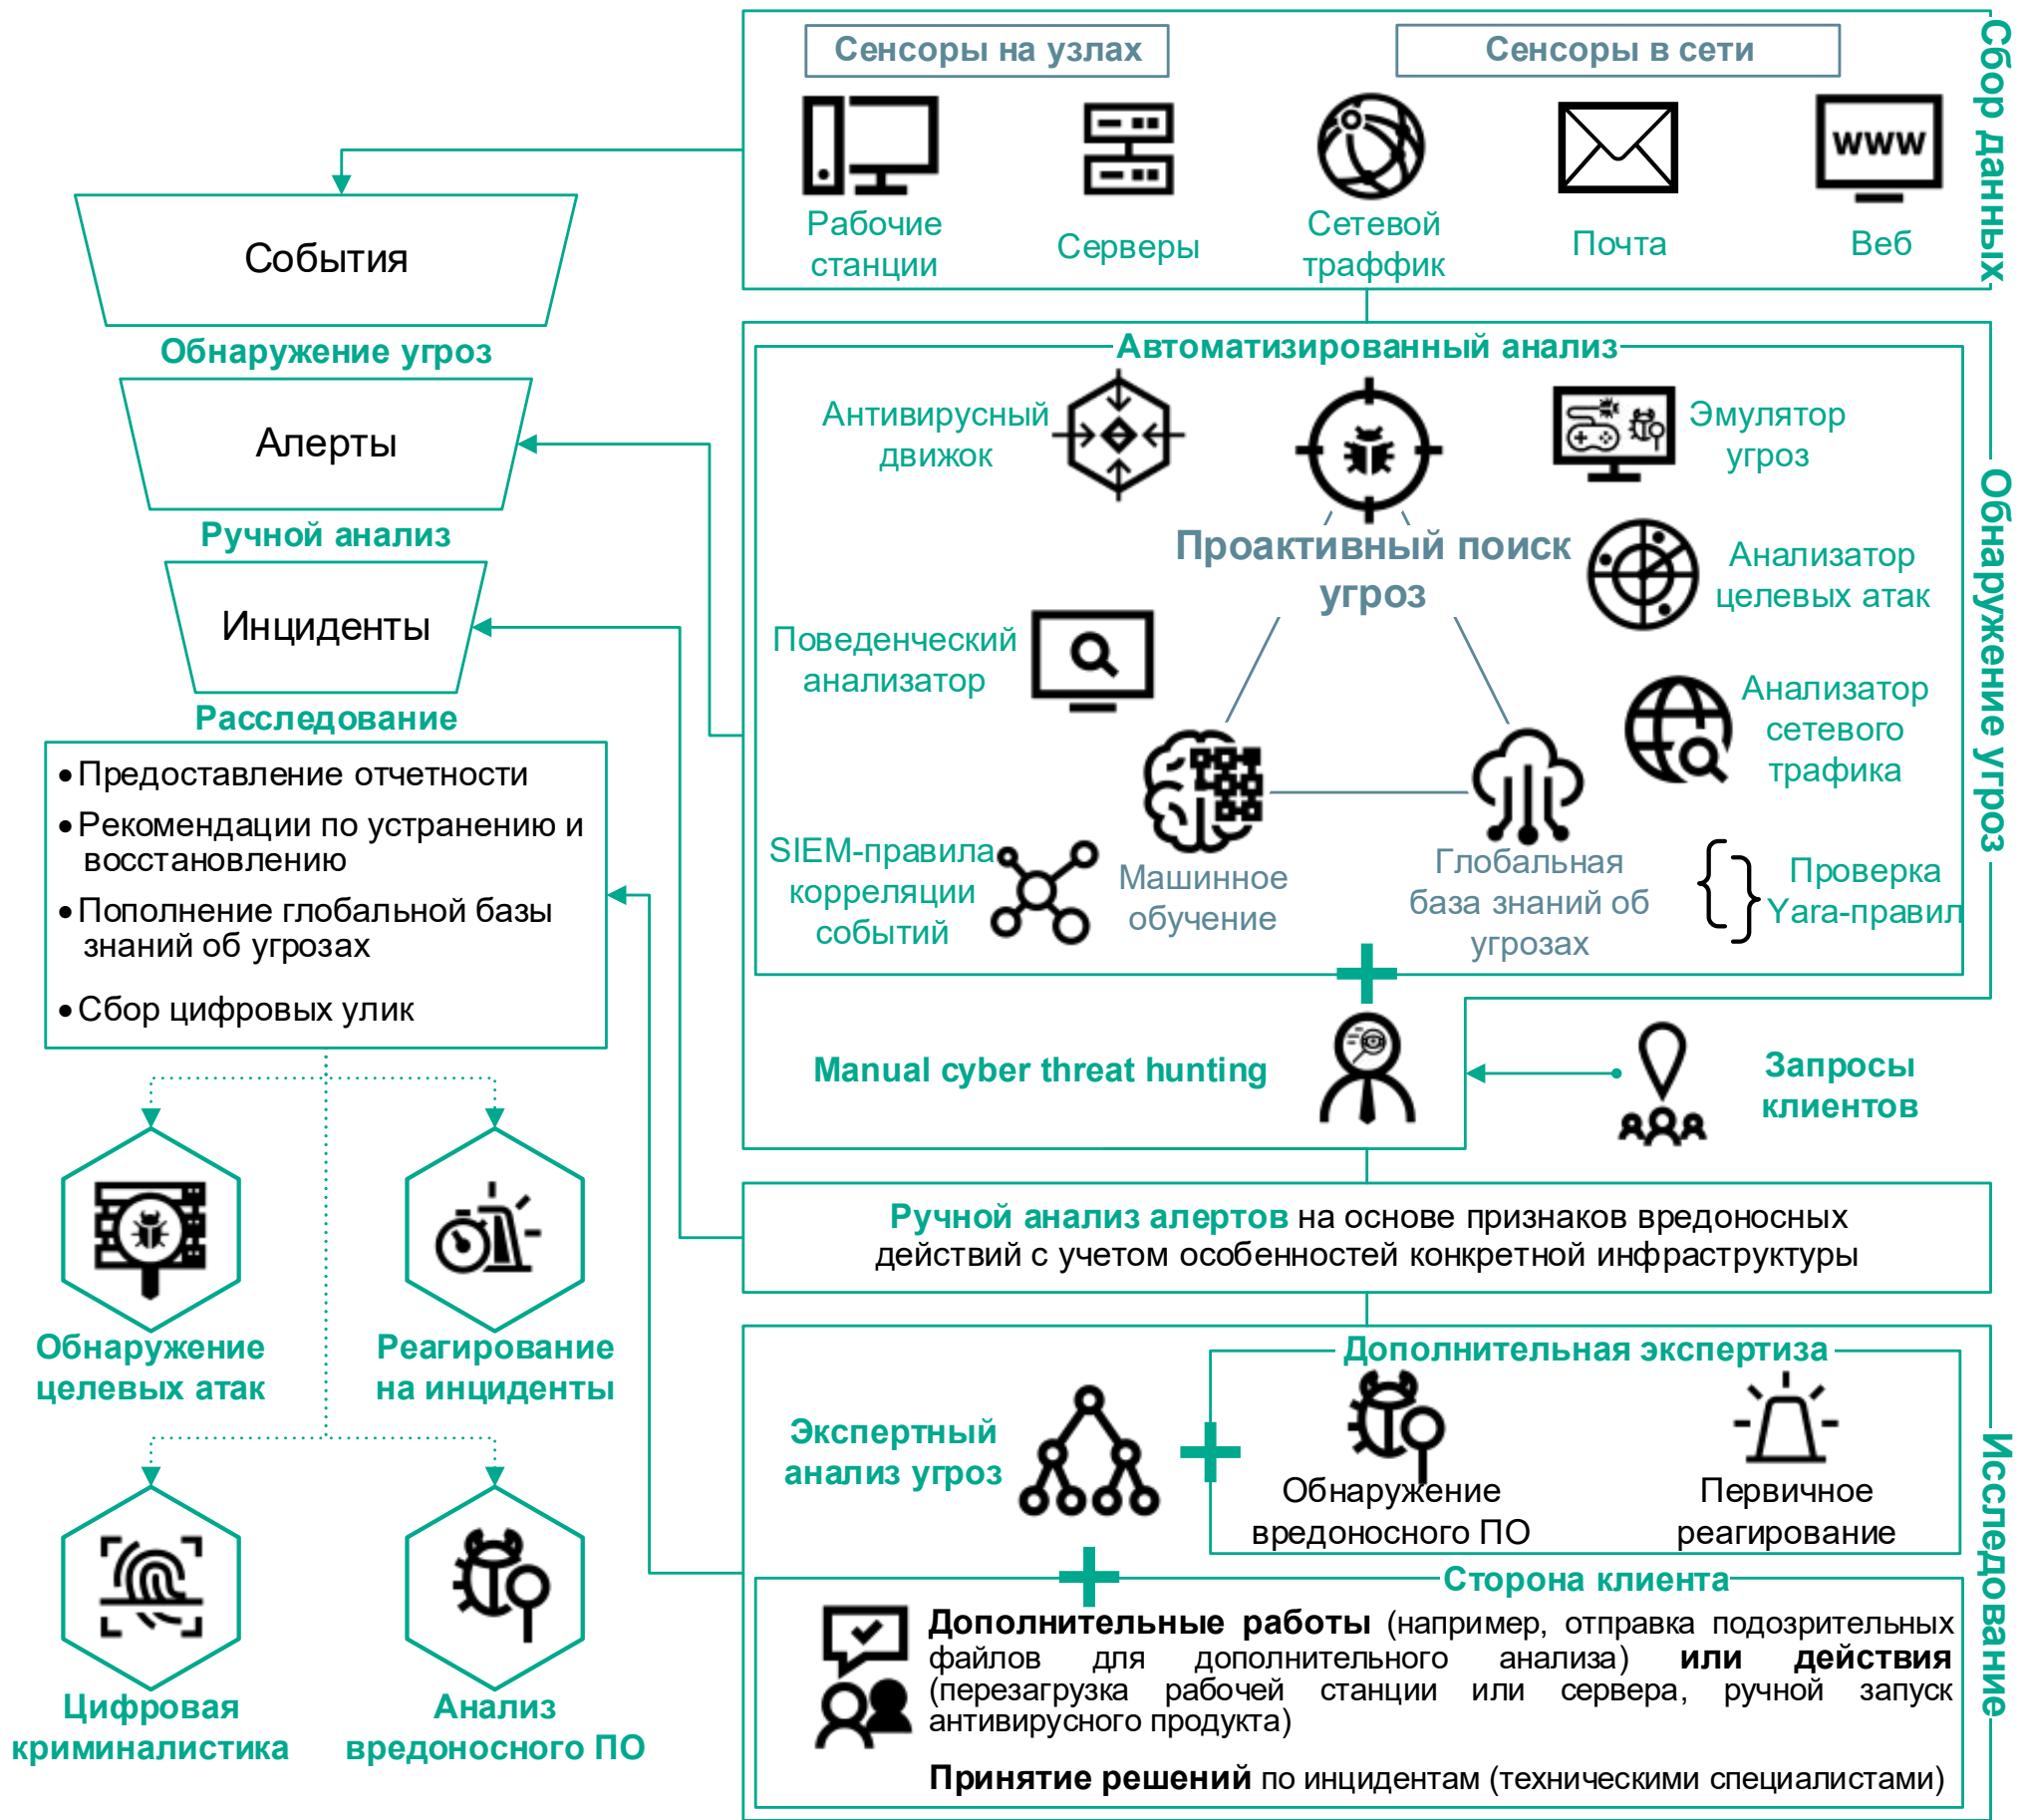 Сенсоры на узлах
Сенсоры в сети
Рабочие
станции
Серверы
Сетевой
траффик
Почта
www
Веб
Сбор данных
События
Обнаружение угроз
Алерты
Ручной анализ
Инциденты
Расследование
• Предоставление отчетности
• Рекомендации по устранению и
восстановлению
• Пополнение глобальной базы
знаний об угрозах
• Сбор цифровых улик
Обнаружение
целевых атак
Реагирование
на инциденты
Цифровая
криминалистика
Анализ
вредоносного ПО
Автоматизированный анализ
Антивирусный
движок
Эмулятор
угроз
Проактивный поиск
угроз
Анализатор
целевых атак
Поведенческий
анализатор
Анализатор
сетевого
трафика
SIEM-правила
корреляции
событий
Машинное
обучение
Глобальная
база знаний об
угрозах
Проверка
Yara-правил
Обнаружение угроз
Manual cyber threat hunting
Запросы
клиентов
Ручной анализ алертов на основе признаков вредоносных
действий с учетом особенностей конкретной инфраструктуры
Дополнительная экспертиза
Экспертный
анализ угроз
Обнаружение
вредоносного ПО
Первичное
реагирование
Исследование
Сторона клиента
Дополнительные работы (например, отправка подозрительных
файлов для дополнительного анализа) или действия
(перезагрузка рабочей станции или сервера, ручной запуск
антивирусного продукта)
Принятие решений по инцидентам (техническими специалистами)